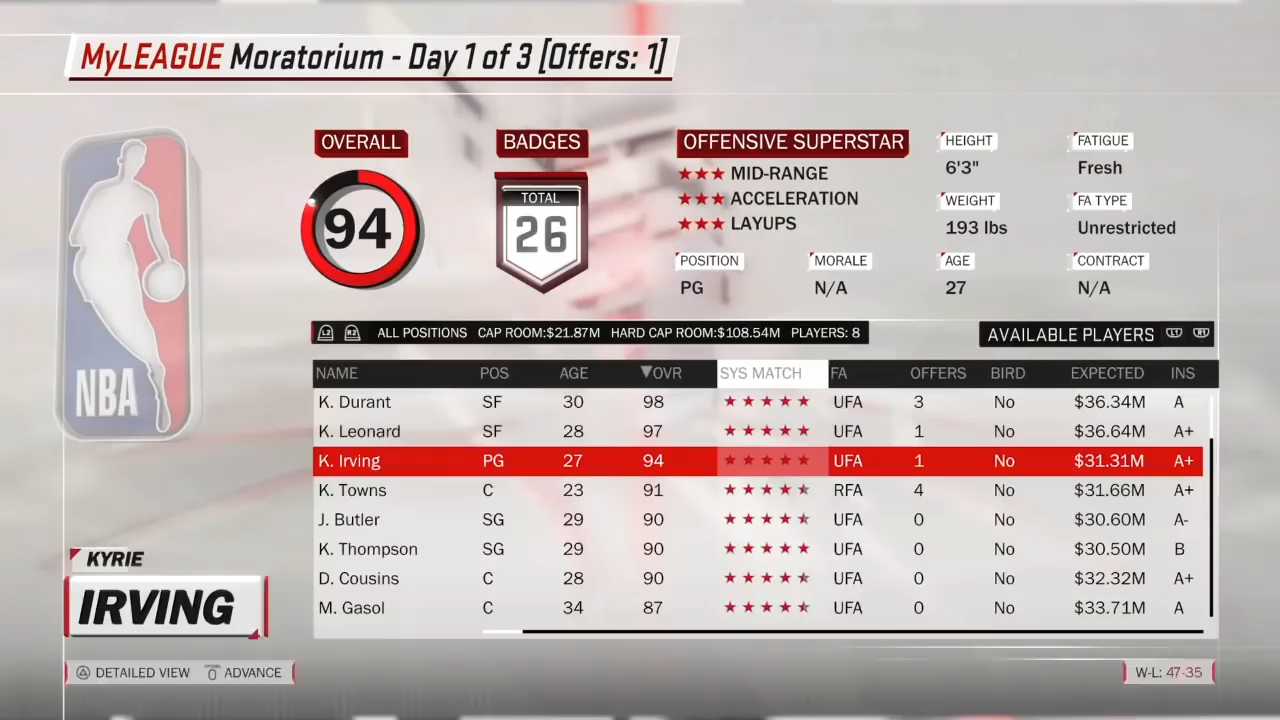 MyLEAGUE Moratorium - Day 1 of 3 [Offers: 1]
OVERALL
94
BADGES
TOTAL
26
OFFENSIVE SUPERSTAR
★★★ MID-RANGE
★★★ ACCELERATION
★★★ LAYUPS
POSITION
PG
MORALE
N/A
HEIGHT
6'3"
WEIGHT
193 lbs
AGE
27
FATIGUE
Fresh
FA TYPE
Unrestricted
CONTRACT
N/A
NBA
L2 R2 ALL POSITIONS CAP ROOM:$21.87M HARD CAP ROOM:$108.54M PLAYERS: 8
AVAILABLE PLAYERS L1 R1
NAME POS AGE ▼OVR SYS MATCH FA OFFERS BIRD EXPECTED INS
K. Durant SF 30 98 ★★★★★ UFA 3 No $36.34M A
K. Leonard SF 28 97 ★★★★★ UFA 1 No $36.64M A+
K. Irving PG 27 94 ★★★★★ UFA 1 No $31.31M A+
K. Towns C 23 91 ★★★★⯨ RFA 4 No $31.66M A+
J. Butler SG 29 90 ★★★★⯨ UFA 0 No $30.60M A-
K. Thompson SG 29 90 ★★★★★ UFA 0 No $30.50M B
D. Cousins C 28 90 ★★★★⯨ UFA 0 No $32.32M A+
M. Gasol C 34 87 ★★★★⯨ UFA 0 No $33.71M A
KYRIE
IRVING
DETAILED VIEW OPTIONS ADVANCE
W-L: 47-35